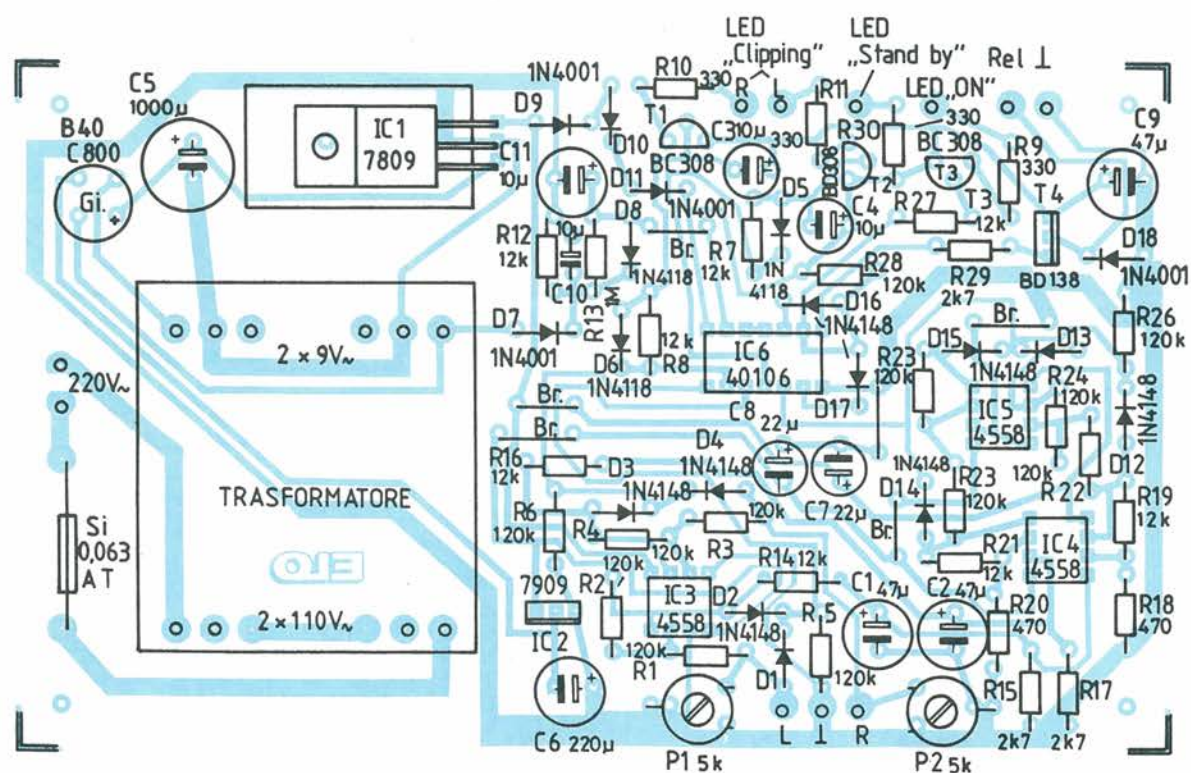 LED
„Clipping”
R
L
LED
„Stand by”
Rel ⊥
LED„ON”
330
C5
1000µ
1N4001
D9
R10
330
T1
BC308
D10
IC1
7809
C11
10µ
D11
C3
10µ
330
R11
R30
BD308
T2
BC308
T3
T3
R9
330
C9
47µ
B40
C800
Gi.
+
D8
1N4001
D5
C4
10µ
R27
12k
T4
R12
12k
10µ
C10
R13
1M
1N4118
Br.
R7
12k
1N
4118
R28
120k
R29
2k7
BD138
D18
1N4001
2×9V~
D7
1N4001
D6
1N4118
12k
R8
IC6
40106
D16
1N4148
R23
120k
Br.
D15
D13
1N4148
R26
120k
220V~
D17
IC5
4558
R24
120k
1N4148
D12
Br.
Br.
C8
22µ
C7
22µ
R16
12k
D3
1N4148
D4
1N4148
1N4148
D14
R23
120k
120k
R22
R19
12k
TRASFORMATORE
R6
120k
R4
120k
120k
120k
R3
Br.
R21
12k
IC4
4558
Si
0,063
A T
EIFO
7909
IC2
R2
IC3
4558
R14
12k
D2
1N4148
C1
47µ
C2
47µ
R20
470
R18
470
2×110V~
120k
R1
D1
R5
120k
R15
2k7
R17
2k7
C6
220µ
P1
5k
L
⊥
R
P2
5k